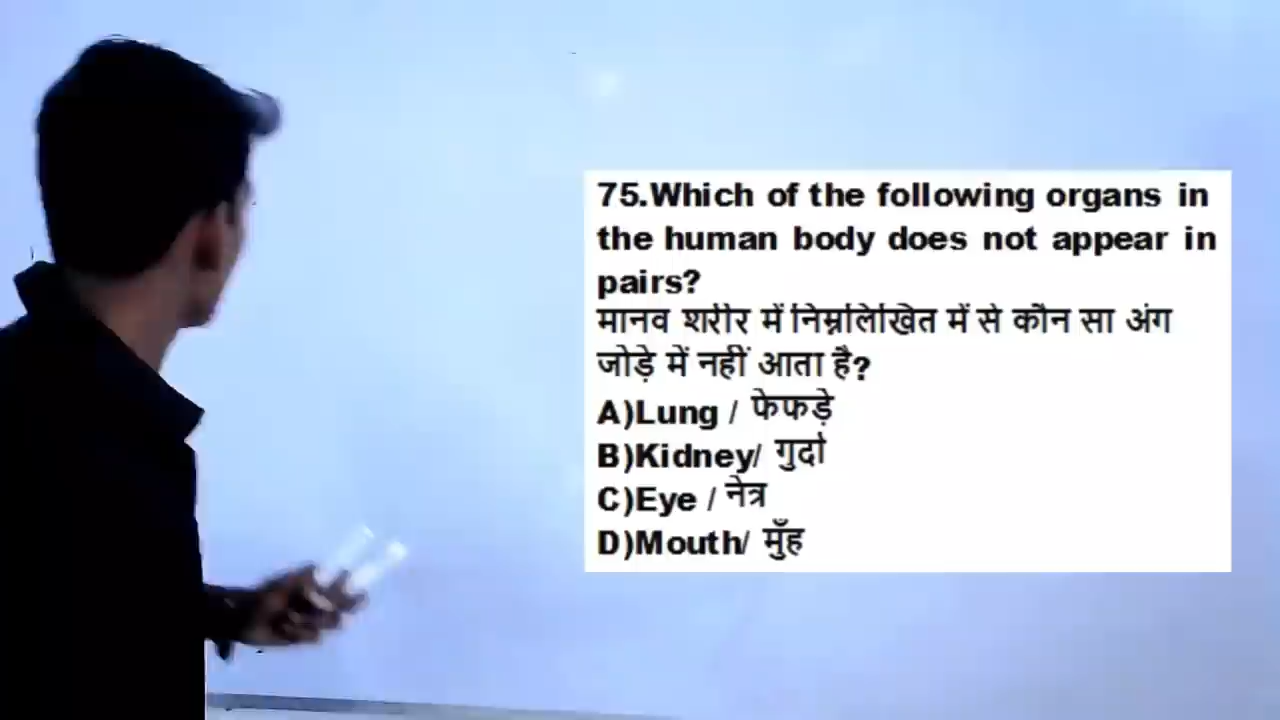 75.Which of the following organs in
the human body does not appear in
pairs?
मानव शरीर में निम्नलिखित में से कौन सा अंग
जोड़े में नहीं आता है?
A)Lung / फेफड़े
B)Kidney/ गुर्दा
C)Eye / नेत्र
D)Mouth/ मुँह